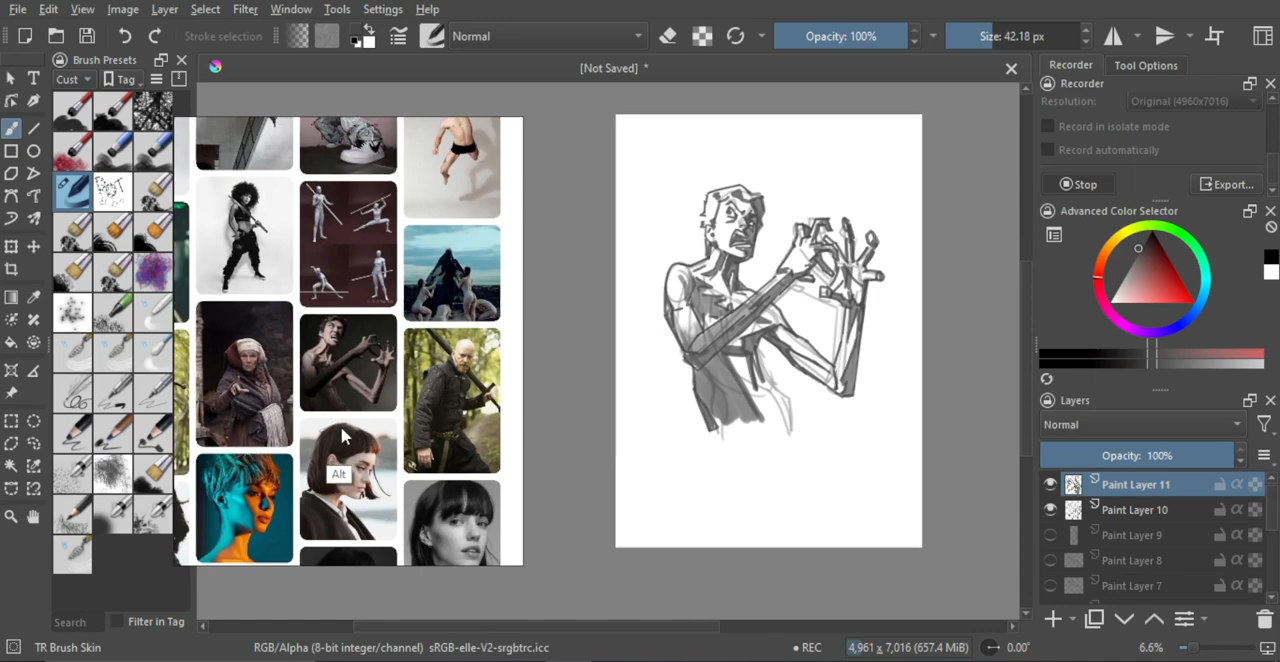 File Edit View Image Layer Select Filter Window Tools Settings Help
Stroke selection Normal Opacity: 100% Size: 42.18 px
Brush Presets
Cust Tag
[Not Saved] *
Recorder Tool Options
Recorder
Resolution: Original (4960x7016)
Record in isolate mode
Record automatically
Stop Export...
Advanced Color Selector
Layers
Normal
Opacity: 100%
Paint Layer 11
Paint Layer 10
Paint Layer 9
Paint Layer 8
Paint Layer 7
Alt
Search Filter in Tag
TR Brush Skin RGB/Alpha (8-bit integer/channel) sRGB-elle-V2-srgbtrc.icc REC 4,961 x 7,016 (657.4 MiB) 0.00° 6.6%